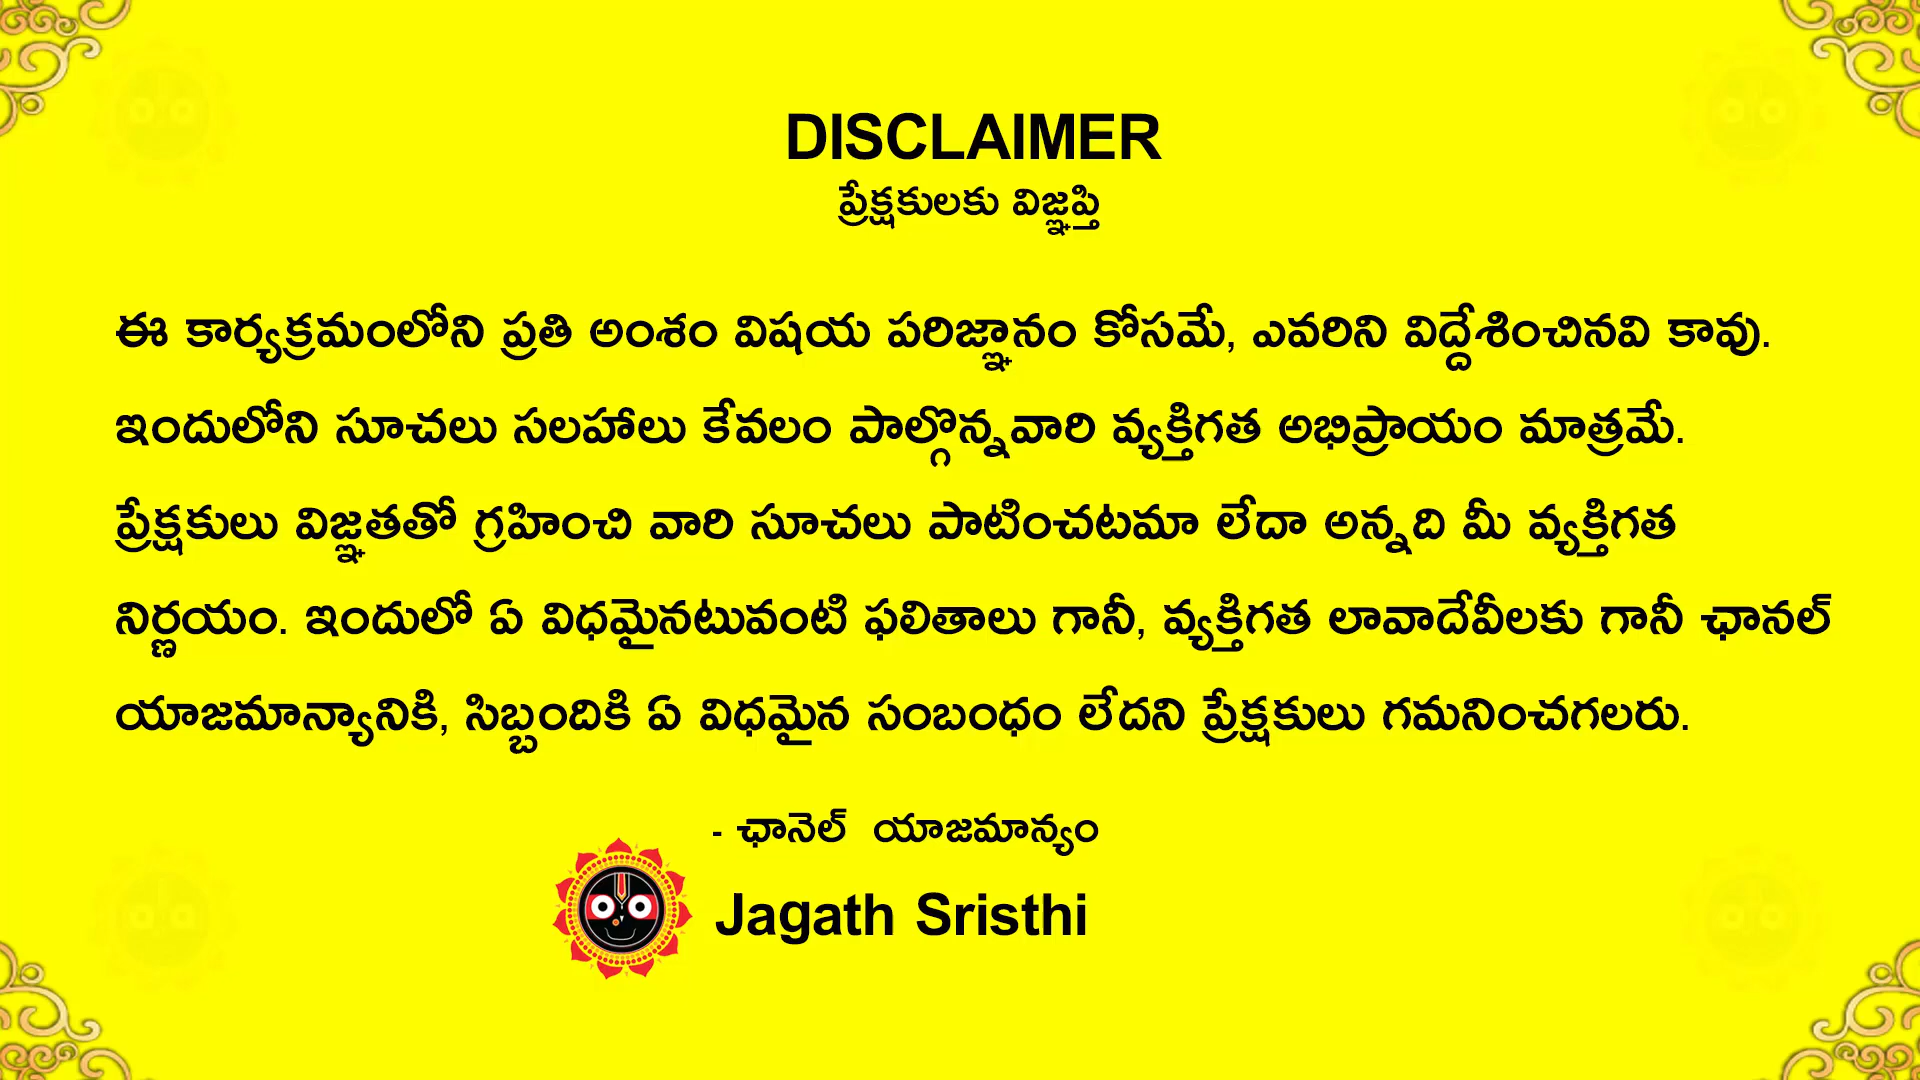 DISCLAIMER
ప్రేక్షకులకు విజ్ఞప్తి
ఈ కార్యక్రమంలోని ప్రతి అంశం విషయ పరిజ్ఞానం కోసమే, ఎవరిని విద్దేశించినవి కావు.
ఇందులోని సూచలు సలహాలు కేవలం పాల్గొన్నవారి వ్యక్తిగత అభిప్రాయం మాత్రమే.
ప్రేక్షకులు విజ్ఞతతో గ్రహించి వారి సూచలు పాటించటమా లేదా అన్నది మీ వ్యక్తిగత
నిర్ణయం. ఇందులో ఏ విధమైనటువంటి ఫలితాలు గానీ, వ్యక్తిగత లావాదేవీలకు గానీ ఛానల్
యాజమాన్యానికి, సిబ్బందికి ఏ విధమైన సంబంధం లేదని ప్రేక్షకులు గమనించగలరు.
- ఛానెల్ యాజమాన్యం
Jagath Sristhi